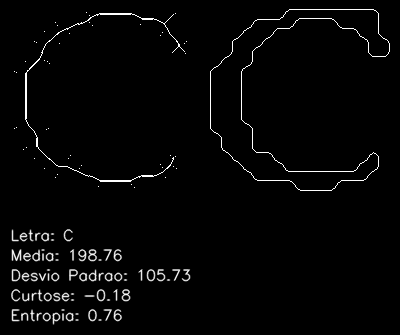 Letra: C
Media: 198.76
Desvio Padrao: 105.73
Curtose: −0.18
Entropia: 0.76